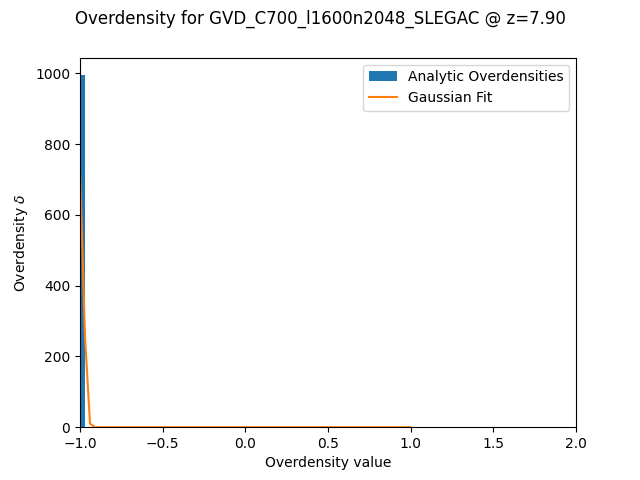 Overdensity for GVD_C700_l1600n2048_SLEGAC @ z=7.90
Analytic Overdensities
Gaussian Fit
Overdensity δ
1000
800
600
400
200
0
−1.0 −0.5 0.0 0.5 1.0 1.5 2.0
Overdensity value